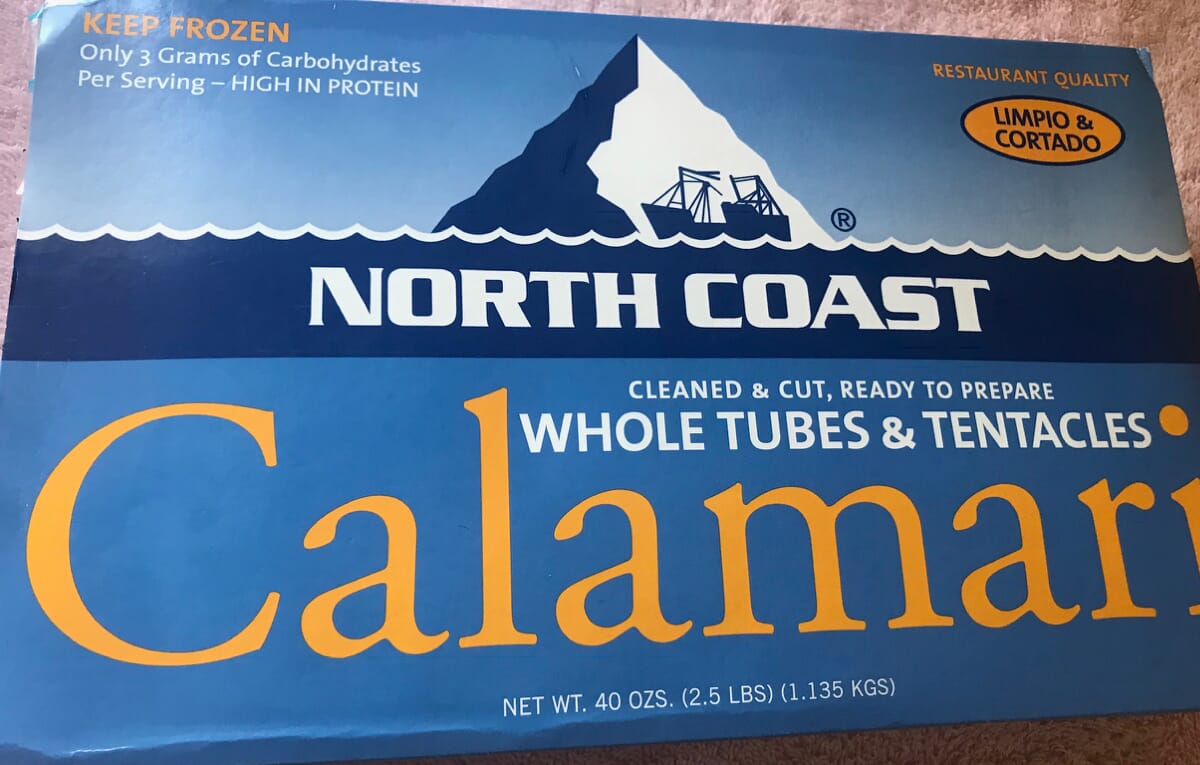 KEEP FROZEN
Only 3 Grams of Carbohydrates
Per Serving – HIGH IN PROTEIN
RESTAURANT QUALITY
LIMPIO &
CORTADO
®
NORTH COAST
CLEANED & CUT, READY TO PREPARE
WHOLE TUBES & TENTACLES
Calamari
NET WT. 40 OZS. (2.5 LBS) (1.135 KGS)